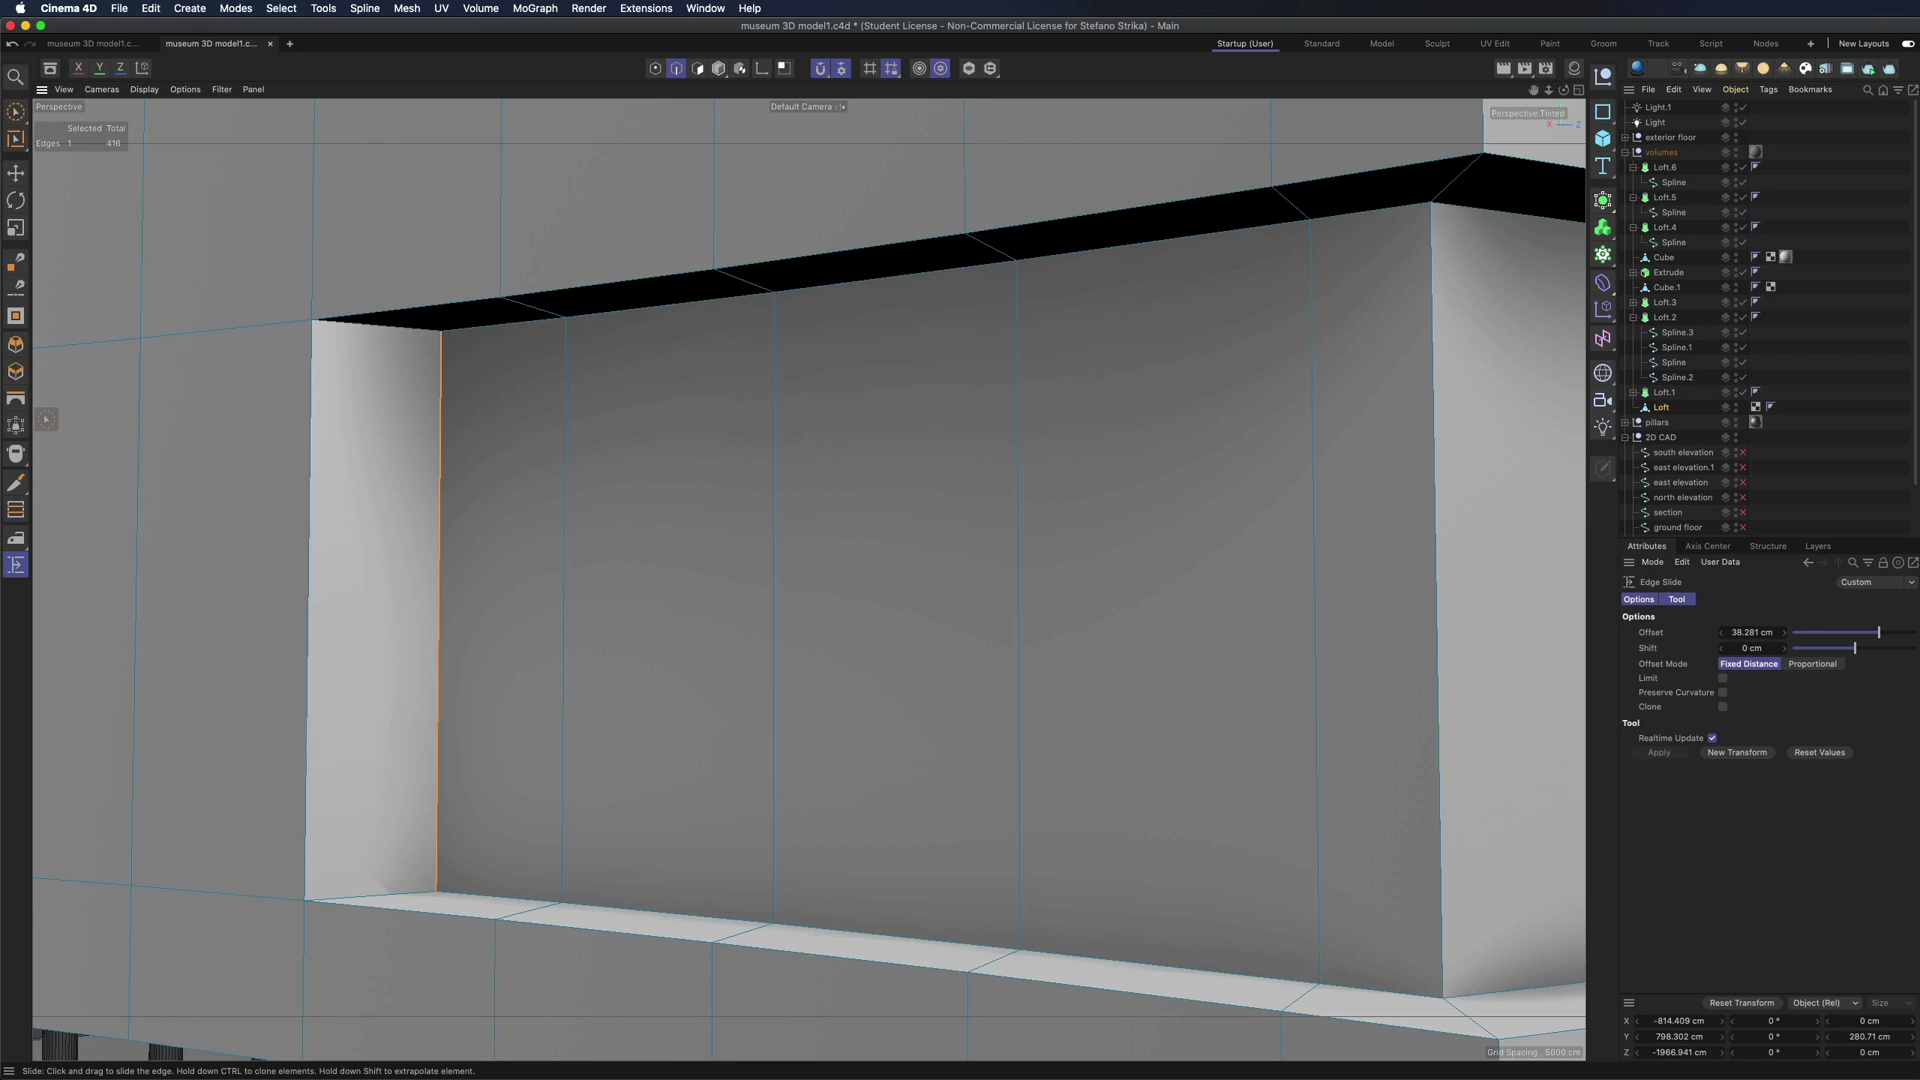 Cinema 4D File Edit Create Modes Select Tools Spline Mesh UV Volume MoGraph Render Extensions Window Help
museum 3D model1.c4d * (Student License - Non-Commercial License for Stefano Strika) - Main
museum 3D model1.c... museum 3D model1.c... Startup (User) Standard Model Sculpt UV Edit Paint Groom Track Script Nodes New Layouts
X Y Z
View Cameras Display Options Filter Panel
File Edit View Object Tags Bookmarks
Perspective Default Camera
Perspective Tinted
X Z
Selected Total
Edges 1 416
Light.1
Light
exterior floor
volumes
Loft.6
Spline
Loft.5
Spline
Loft.4
Spline
Cube
Extrude
Cube.1
Loft.3
Loft.2
Spline.3
Spline.1
Spline
Spline.2
Loft.1
Loft
pillars
2D CAD
south elevation
east elevation.1
east elevation
north elevation
section
ground floor
Attributes Axis Center Structure Layers
Mode Edit User Data
Edge Slide Custom
Options Tool
Options
Offset 38.281 cm
Shift 0 cm
Offset Mode Fixed Distance Proportional
Limit
Preserve Curvature
Clone
Tool
Realtime Update
Apply New Transform Reset Values
Reset Transform Object (Rel) Size
X -814.409 cm 0 ° 0 cm
Y 798.302 cm 0 ° 280.71 cm
Z -1966.941 cm 0 ° 0 cm
Grid Spacing : 5000 cm
Slide: Click and drag to slide the edge. Hold down CTRL to clone elements. Hold down Shift to extrapolate element.